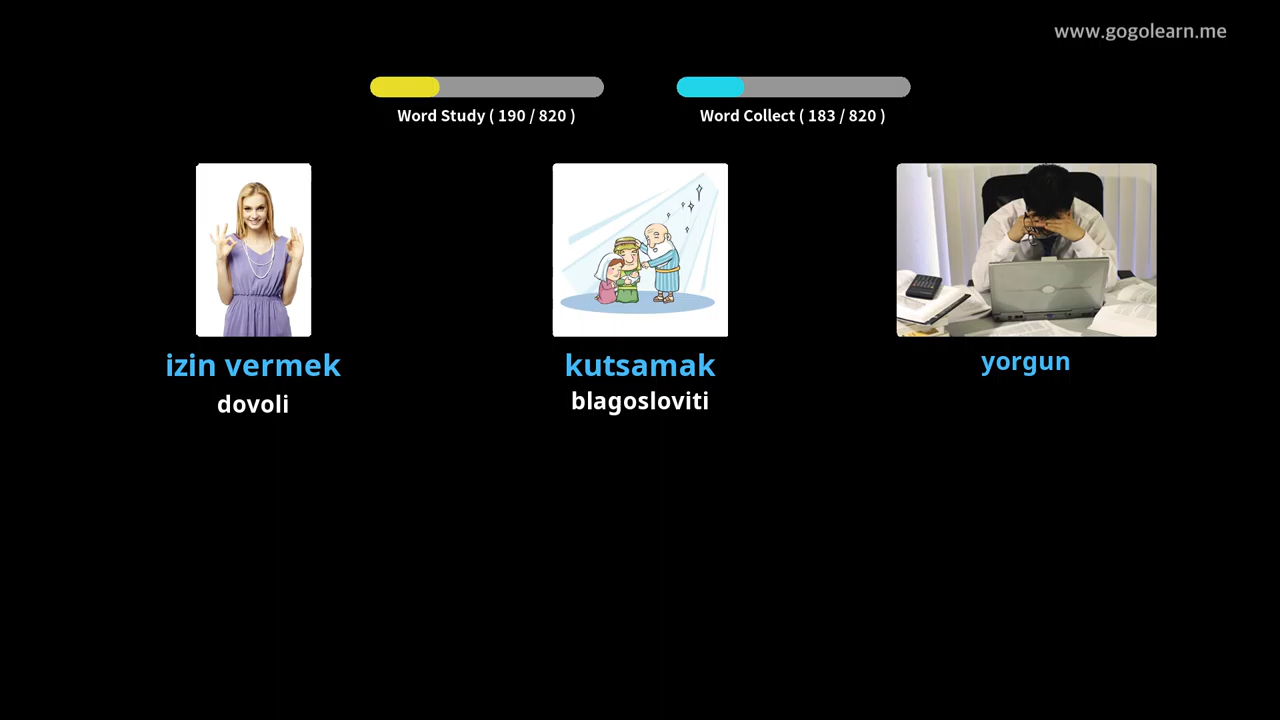 www.gogolearn.me
Word Study ( 190 / 820 )
Word Collect ( 183 / 820 )
izin vermek
dovoli
kutsamak
blagosloviti
yorgun